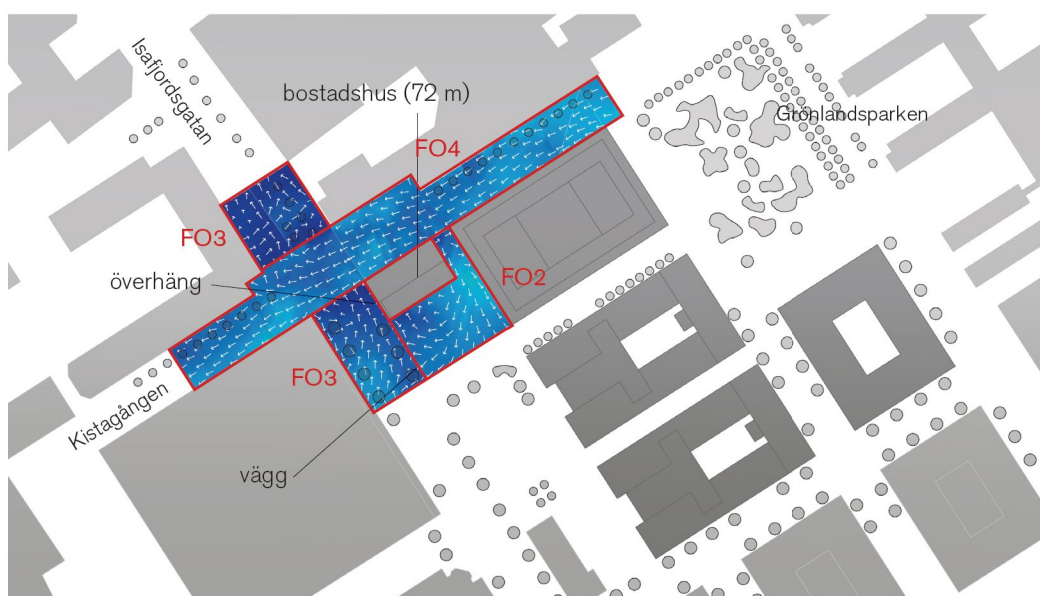 Isafjordsgatan
bostadshus (72 m)
Grönlandsparken
FO4
FO3
överhäng
FO2
FO3
Kistagången
vägg